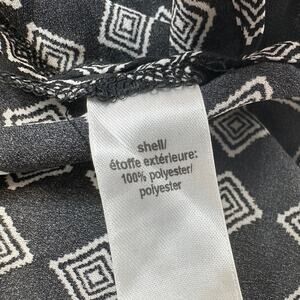 shell/
étoffe extérieure:
100% polyester/
polyester